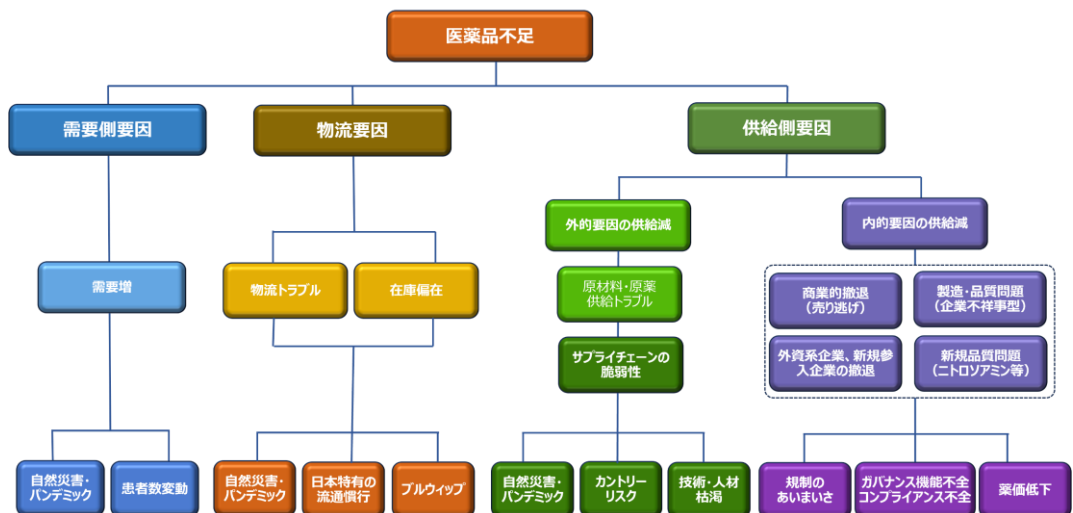 医薬品不足
需要側要因
物流要因
供給側要因
外的要因の供給減
内的要因の供給減
需要増
物流トラブル
在庫偏在
原材料・原薬
供給トラブル
商業的撤退
（売り逃げ）
製造・品質問題
（企業不祥事型）
サプライチェーンの
脆弱性
外資系企業、新規参
入企業の撤退
新規品質問題
（ニトロソアミン等）
自然災害・
パンデミック
患者数変動
自然災害・
パンデミック
日本特有の
流通慣行
ブルウィップ
自然災害・
パンデミック
カントリー
リスク
技術・人材
枯渇
規制の
あいまいさ
ガバナンス機能不全
コンプライアンス不全
薬価低下